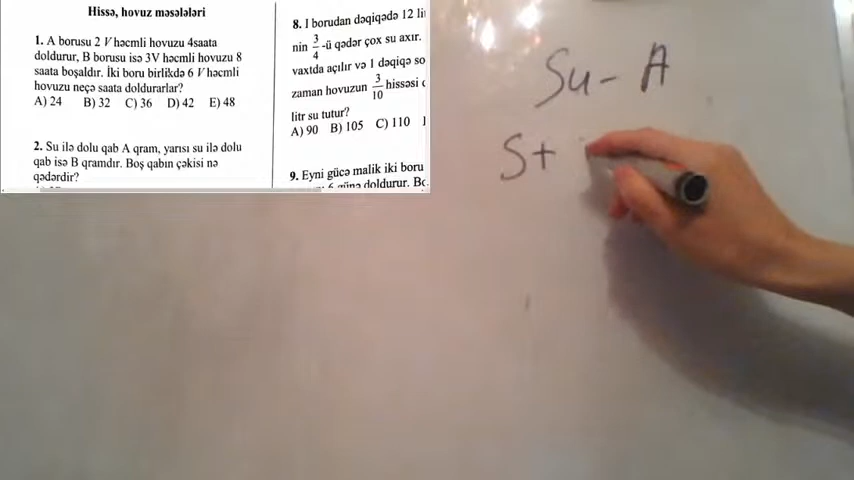 Hissə, hovuz məsələləri
1. A borusu 2 V həcmli hovuzu 4saata
doldurur, B borusu isə 3V həcmli hovuzu 8
saata boşaldır. İki boru birlikdə 6 V həcmli
hovuzu neçə saata doldurarlar?
A) 24 B) 32 C) 36 D) 42 E) 48
2. Su ilə dolu qab A qram, yarısı su ilə dolu
qab isə B qramdır. Boş qabın çəkisi nə
qədərdir?
8. I borudan dəqiqədə 12 li
nin 3/4 -ü qədər çox su axır.
vaxtda açılır və 1 dəqiqə so
zaman hovuzun 3/10 hissəsi
litr su tutur?
A) 90 B) 105 C) 110
9. Eyni gücə malik iki boru
6 günə doldurur. Bo
Su - A
S+